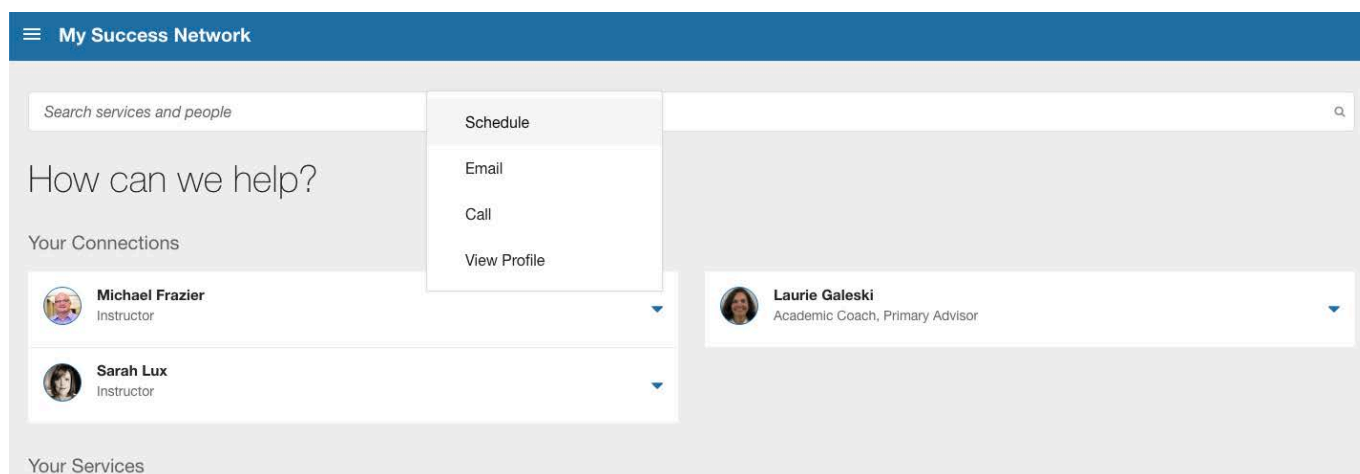 My Success Network
Search services and people
Schedule
Email
Call
View Profile
How can we help?
Your Connections
Michael Frazier
Instructor
Laurie Galeski
Academic Coach, Primary Advisor
Sarah Lux
Instructor
Your Services